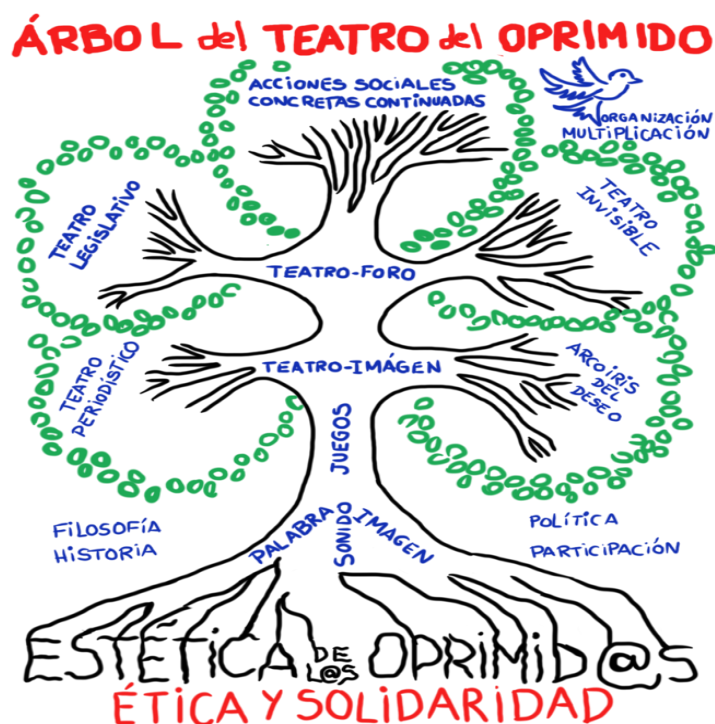 ÁRBOL del TEATRO del OPRIMIDO
ACCIONES SOCIALES
CONCRETAS CONTINUADAS
ORGANIZACIÓN
MULTIPLICACIÓN
TEATRO
LEGISLATIVO
TEATRO
INVISIBLE
TEATRO-FORO
TEATRO
PERIODÍSTICO
TEATRO-IMÁGEN
ARCOIRIS
DEL
DESEO
JUEGOS
FILOSOFÍA
HISTORIA
PALABRA
SONIDO
IMAGEN
POLÍTICA
PARTICIPACIÓN
ESTÉTICA DE L@S OPRIMID@S
ÉTICA Y SOLIDARIDAD